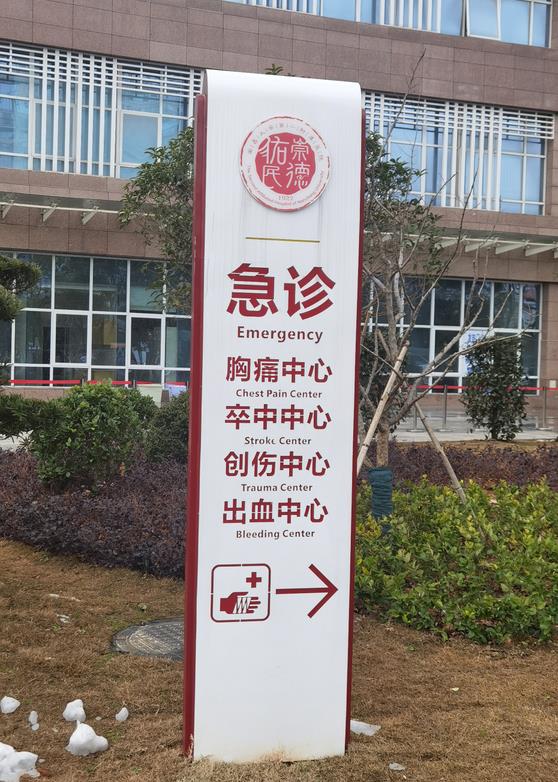 崇德
佑民
1922
急诊
Emergency
胸痛中心
Chest Pain Center
卒中中心
Stroke Center
创伤中心
Trauma Center
出血中心
Bleeding Center